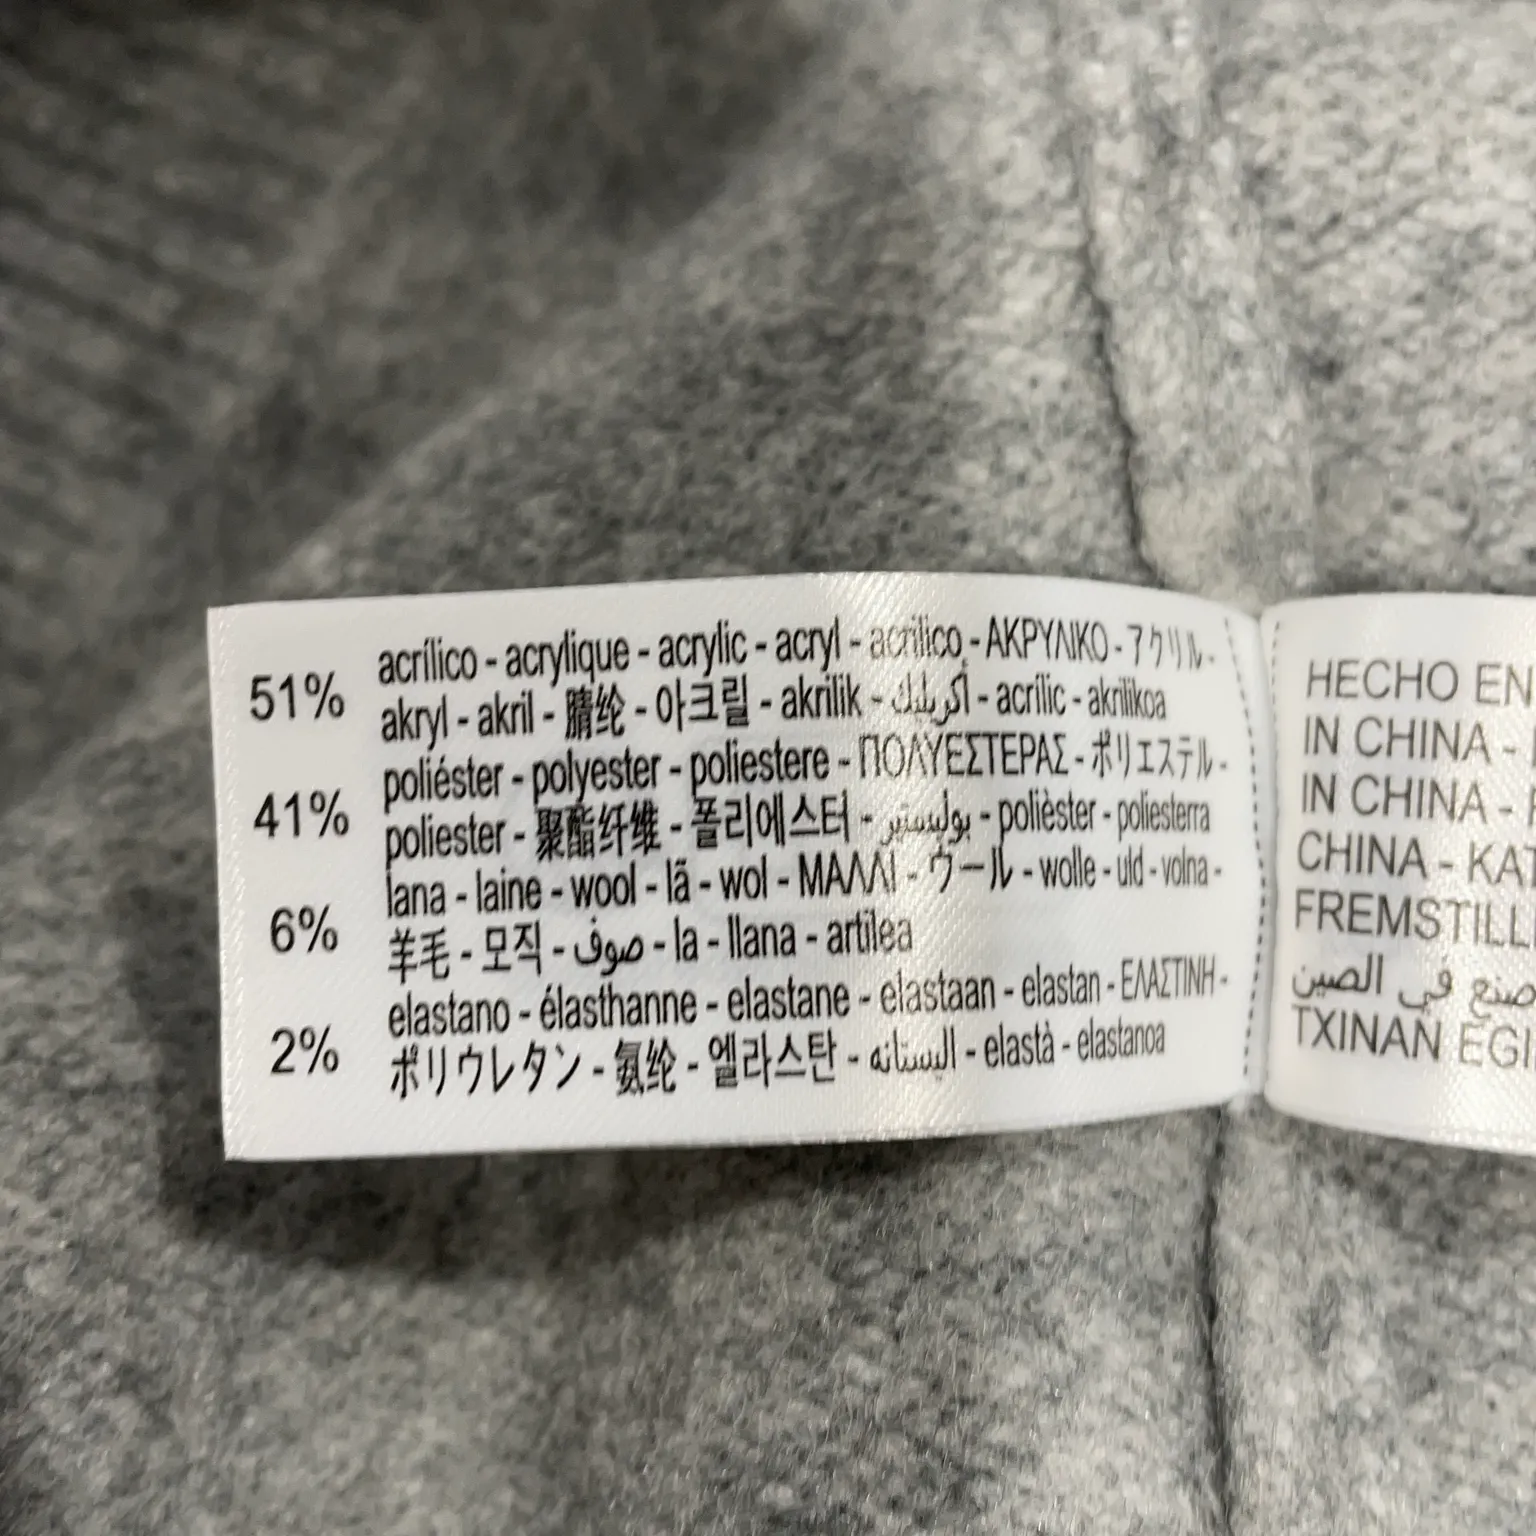 51%
acrílico - acrylique - acrylic - acryl - acrilico - ΑΚΡΥΛΙΚΟ - アクリル -
akryl - akril - 腈纶 - 아크릴 - akrilik - أكريليك - acrílic - akrilikoa
41%
poliéster - polyester - poliestere - ΠΟΛΥΕΣΤΕΡΑΣ - ポリエステル -
poliester - 聚酯纤维 - 폴리에스터 - بوليستير - polièster - poliesterra
6%
lana - laine - wool - lã - wol - ΜΑΛΛΙ - ウール - wolle - uld - volna -
羊毛 - 모직 - صوف - la - llana - artilea
2%
elastano - élasthanne - elastane - elastaan - elastan - ΕΛΑΣΤΙΝΗ -
ポリウレタン - 氨纶 - 엘라스탄 - اليستانه - elastà - elastanoa
HECHO EN
IN CHINA -
IN CHINA -
CHINA -
صنع في الصين
TXINAN